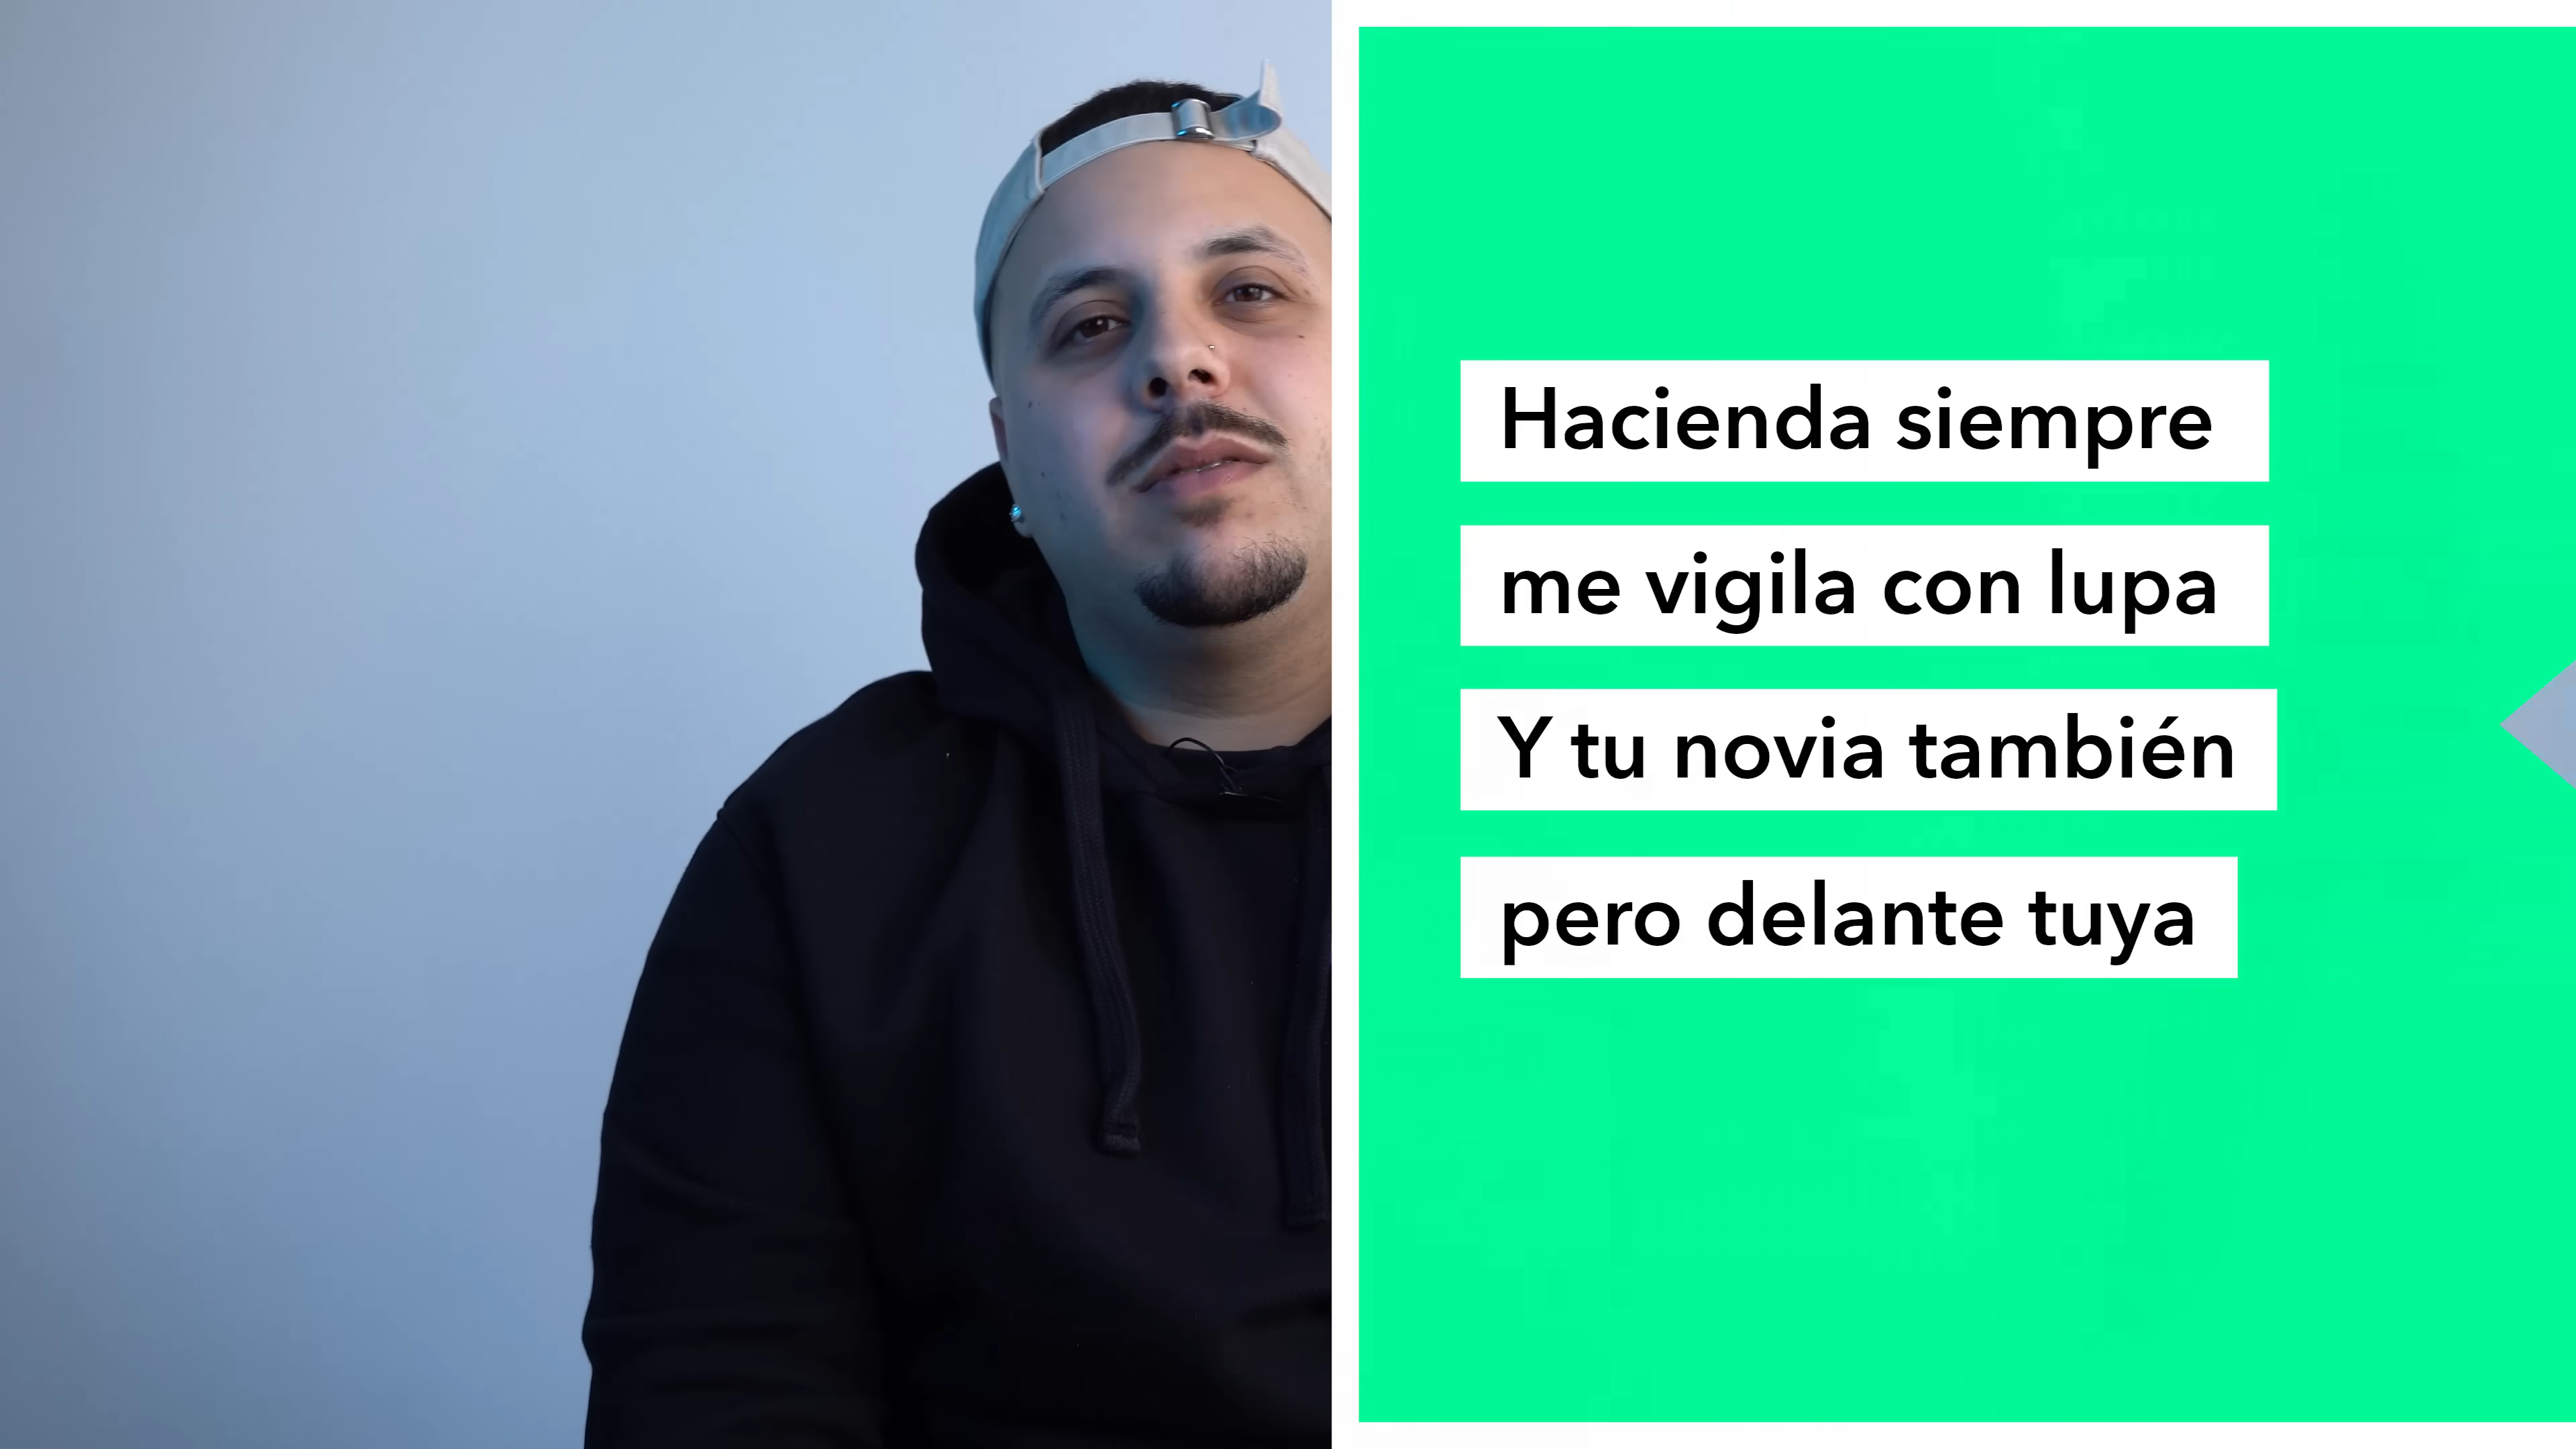 Hacienda siempre
me vigila con lupa
Y tu novia también
pero delante tuya